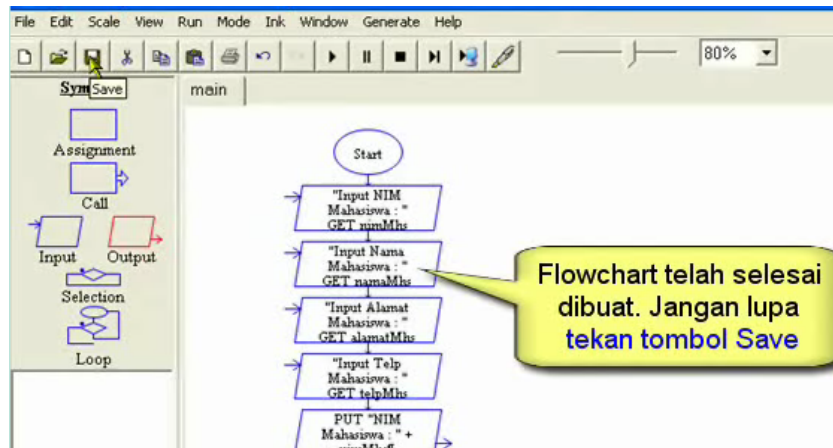 File Edit Scale View Run Mode Ink Window Generate Help
80%
Save
main
Assignment
Call
Input Output
Selection
Loop
Start
"Input NIM
Mahasiswa : "
GET nimMhs
"Input Nama
Mahasiswa : "
GET namaMhs
"Input Alamat
Mahasiswa : "
GET alamatMhs
"Input Telp
Mahasiswa : "
GET telpMhs
PUT "NIM
Mahasiswa : " +
Flowchart telah selesai
dibuat. Jangan lupa
tekan tombol Save